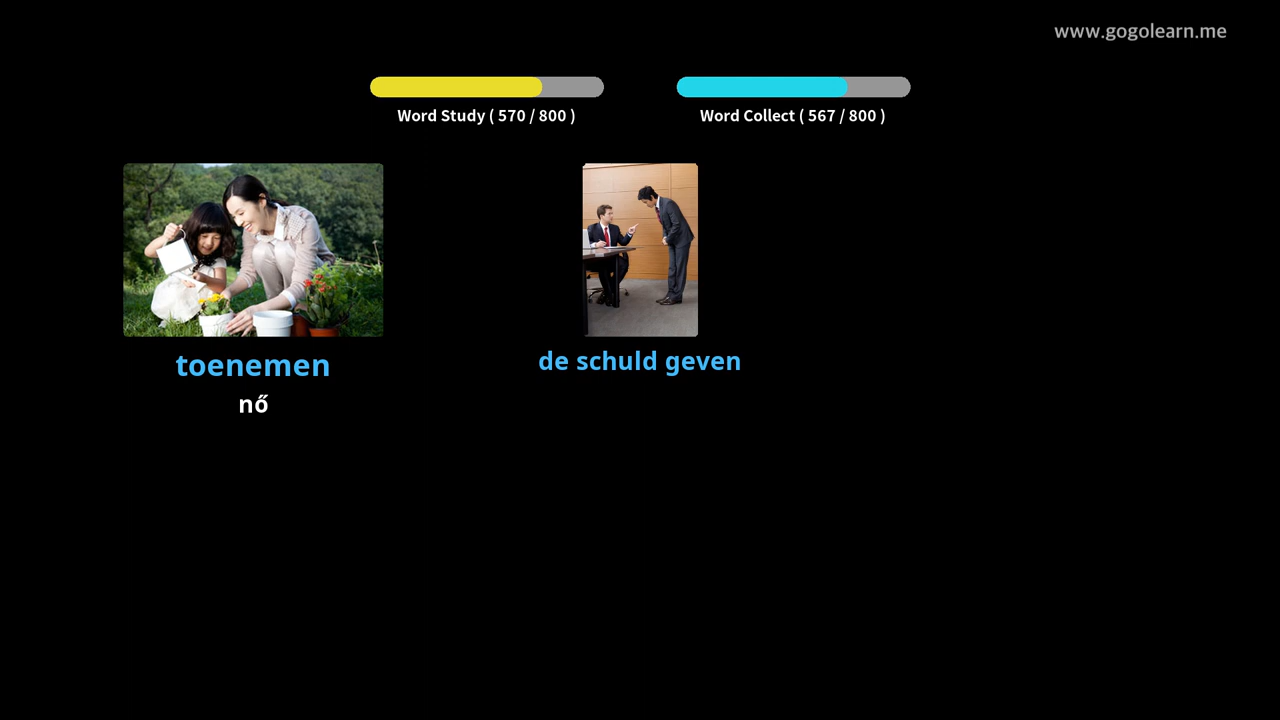 www.gogolearn.me
Word Study ( 570 / 800 )
Word Collect ( 567 / 800 )
toenemen
nő
de schuld geven